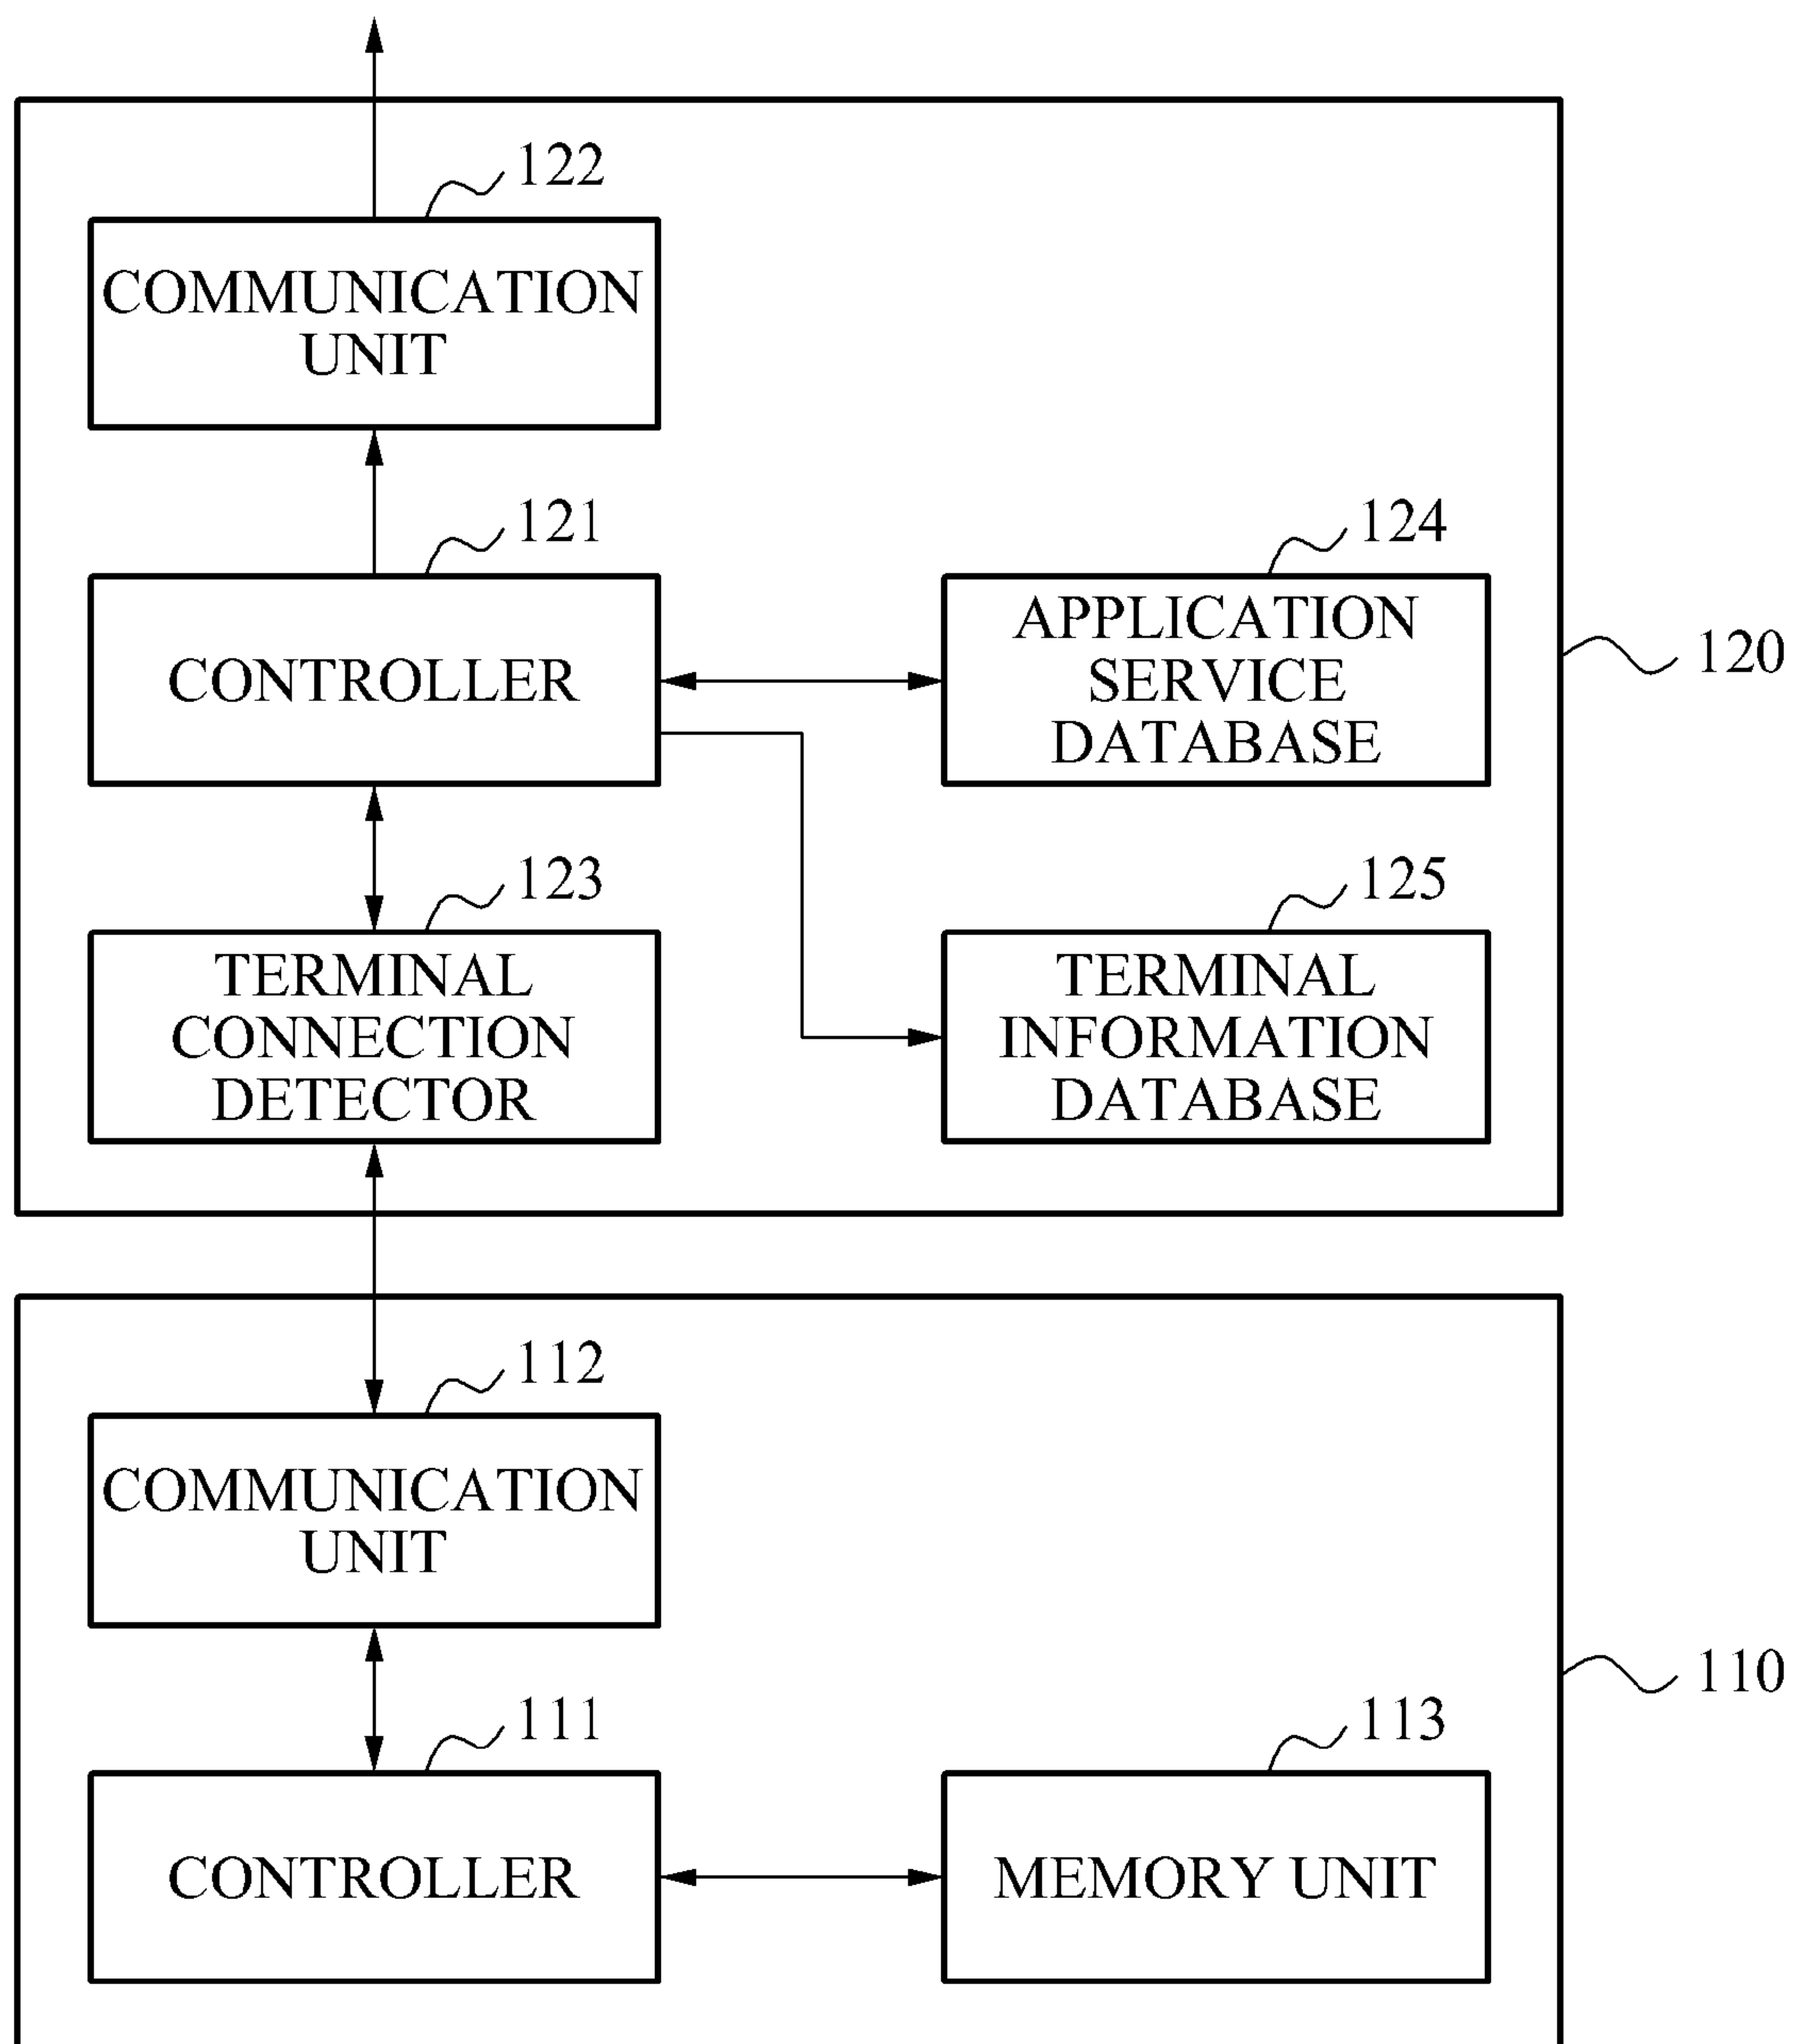 122
COMMUNICATION
UNIT
121
CONTROLLER
124
APPLICATION
SERVICE
DATABASE
120
123
TERMINAL
CONNECTION
DETECTOR
125
TERMINAL
INFORMATION
DATABASE
112
COMMUNICATION
UNIT
110
111
CONTROLLER
113
MEMORY UNIT